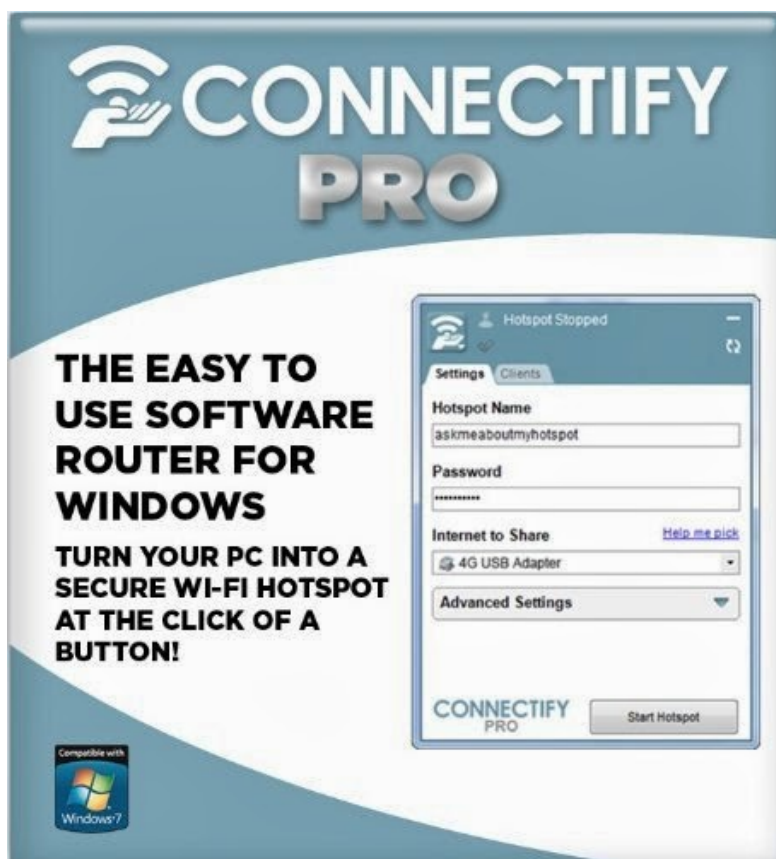 CONNECTIFY
PRO
THE EASY TO
USE SOFTWARE
ROUTER FOR
WINDOWS
TURN YOUR PC INTO A
SECURE WI-FI HOTSPOT
AT THE CLICK OF A
BUTTON!
Hotspot Stopped
Settings Clients
Hotspot Name
askmeaboutmyhotspot
Password
••••••••••
Internet to Share Help me pick
4G USB Adapter
Advanced Settings
CONNECTIFY
PRO
Start Hotspot
Compatible with
Windows 7